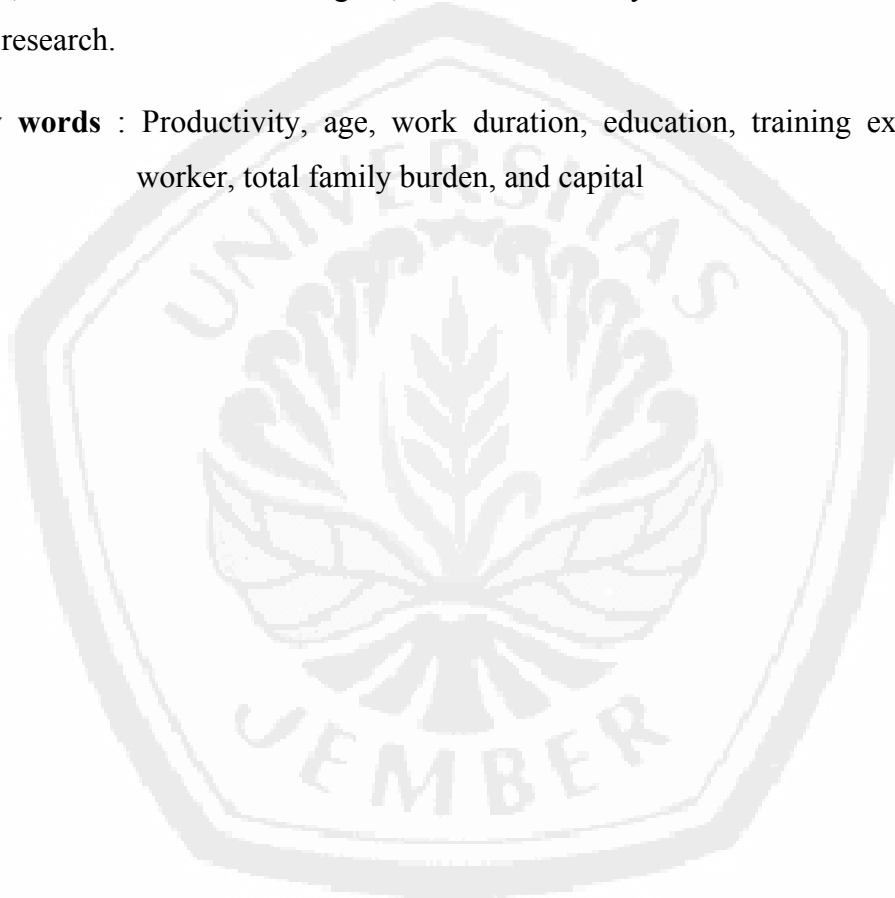 research.
words : Productivity, age, work duration, education, training ex
worker, total family burden, and capital
UNIVERSITAS
JEMBER